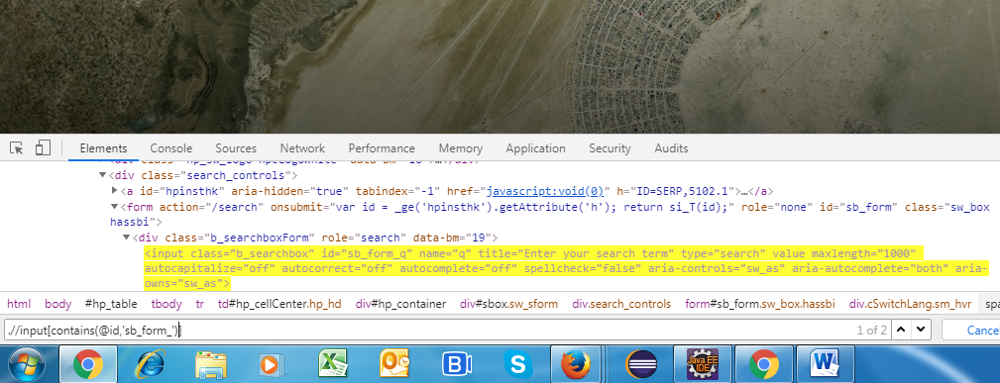 Elements Console Sources Network Performance Memory Application Security Audits
<div class="search_controls">
<a id="hpinsthk" aria-hidden="true" tabindex="-1" href="javascript:void(0)" h="ID=SERP,5102.1">…</a>
<form action="/search" onsubmit="var id = _ge('hpinsthk').getAttribute('h'); return si_T(id);" role="none" id="sb_form" class="sw_box
hassbi">
<div class="b_searchboxForm" role="search" data-bm="19">
<input class="b_searchbox" id="sb_form_q" name="q" title="Enter your search term" type="search" value maxlength="1000"
autocapitalize="off" autocorrect="off" autocomplete="off" spellcheck="false" aria-controls="sw_as" aria-autocomplete="both" aria-
owns="sw_as">
html body #hp_table tbody tr td#hp_cellCenter.hp_hd div#hp_container div#sbox.sw_sform div.search_controls form#sb_form.sw_box.hassbi div.cSwitchLang.sm_hvr spa
.//input[contains(@id,'sb_form_')] 1 of 2 Cancel
Java EE
IDE